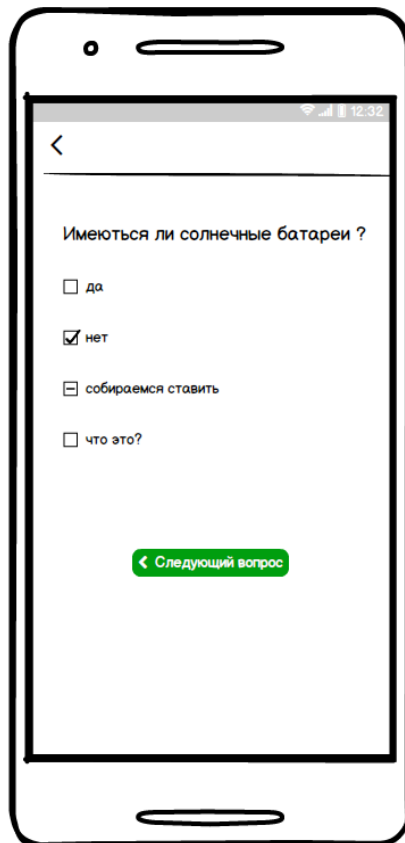 12:32
Имеються ли солнечные батареи ?
да
нет
собираемся ставить
что это?
Следующий вопрос